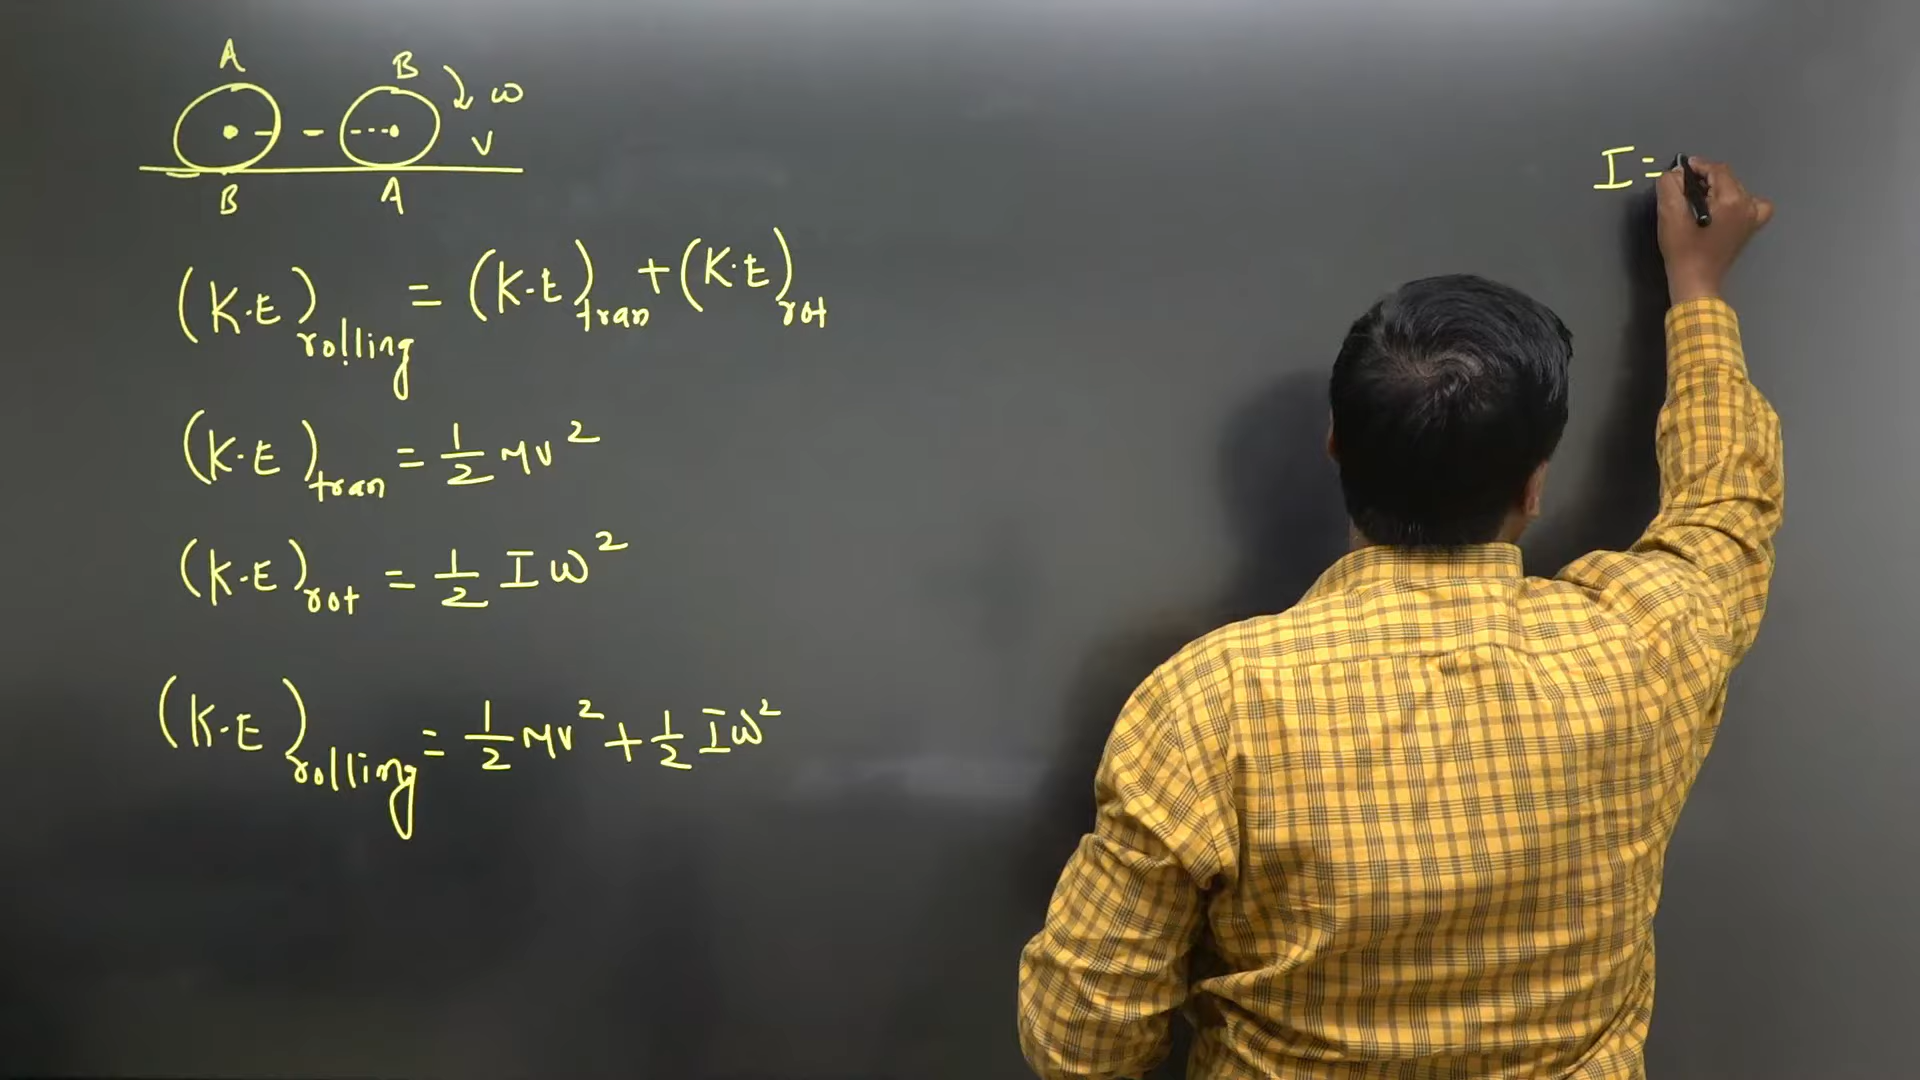 A B ω
V
B A
(K.E)rolling = (K.E)tran + (K.E)rot
(K.E)tran = 1/2 MV²
(K.E)rot = 1/2 Iω²
(K.E)rolling = 1/2 MV² + 1/2 Iω²
I =